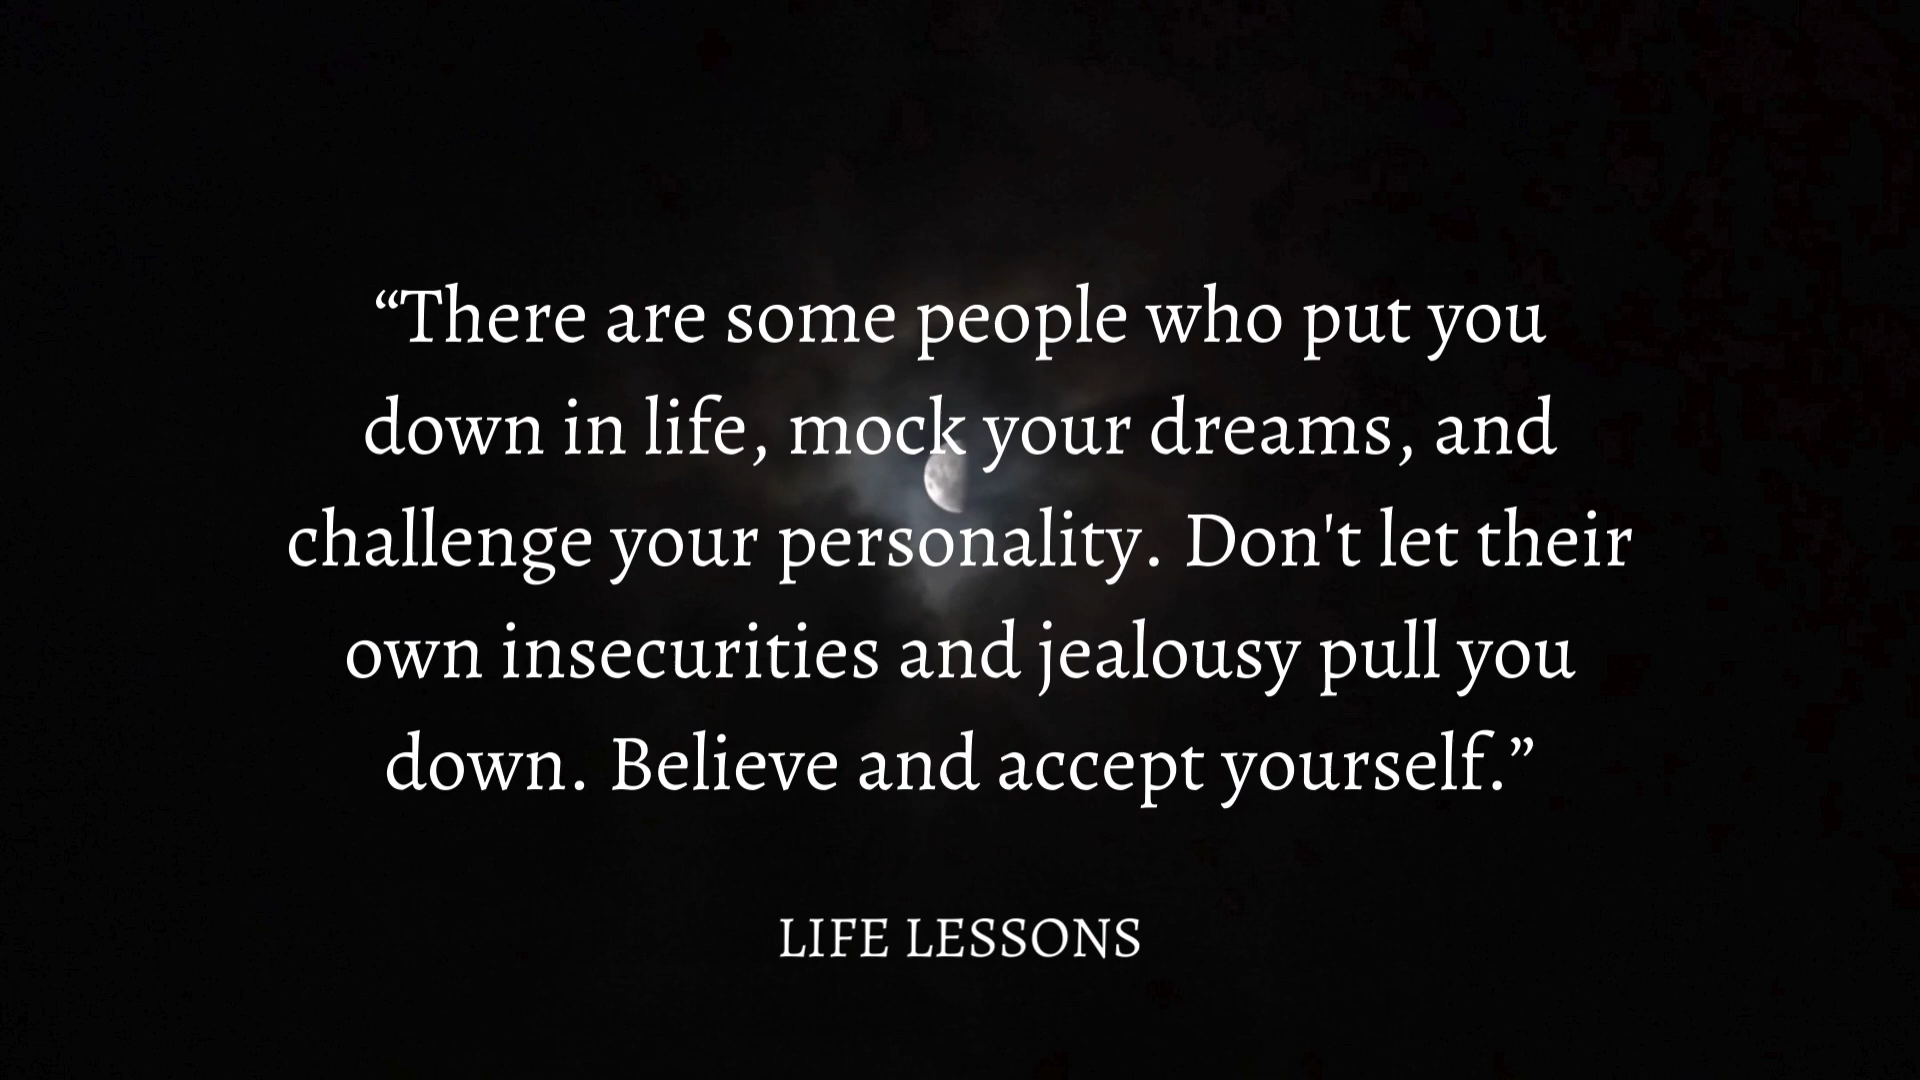 “There are some people who put you
down in life, mock your dreams, and
challenge your personality. Don't let their
own insecurities and jealousy pull you
down. Believe and accept yourself.”
LIFE LESSONS